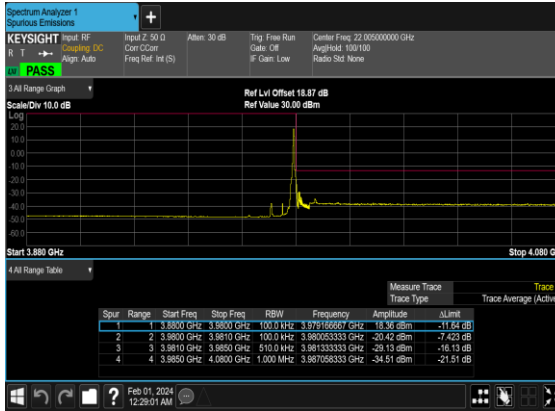 Spectrum Analyzer 1
Spurious Emissions
+
KEYSIGHT Input: RF Input Z: 50 Ω Atten: 30 dB Trig: Free Run Center Freq: 22.005000000 GHz
R T Coupling: DC Corr CCorr Gate: Off Avg|Hold: 100/100
Align: Auto Freq Ref: Int (S) IF Gain: Low Radio Std: None
PASS
3 All Range Graph
Ref Lvl Offset 18.87 dB
Scale/Div 10.0 dB Ref Value 30.00 dBm
Log
20.0
10.0
0.00
-10.0
-20.0
-30.0
-40.0
-50.0
-60.0
Start 3.880 GHz Stop 4.080 G
4 All Range Table
Measure Trace Trace
Trace Type Trace Average (Active
Spur Range Start Freq Stop Freq RBW Frequency Amplitude ΔLimit
1 1 3.8800 GHz 3.9800 GHz 100.0 kHz 3.979166667 GHz 18.36 dBm -11.64 dB
2 2 3.9800 GHz 3.9810 GHz 100.0 kHz 3.980053333 GHz -20.42 dBm -7.423 dB
3 3 3.9810 GHz 3.9850 GHz 510.0 kHz 3.981333333 GHz -29.13 dBm -16.13 dB
4 4 3.9850 GHz 4.0800 GHz 1.000 MHz 3.987058333 GHz -34.51 dBm -21.51 dB
? Feb 01, 2024
12:29:01 AM